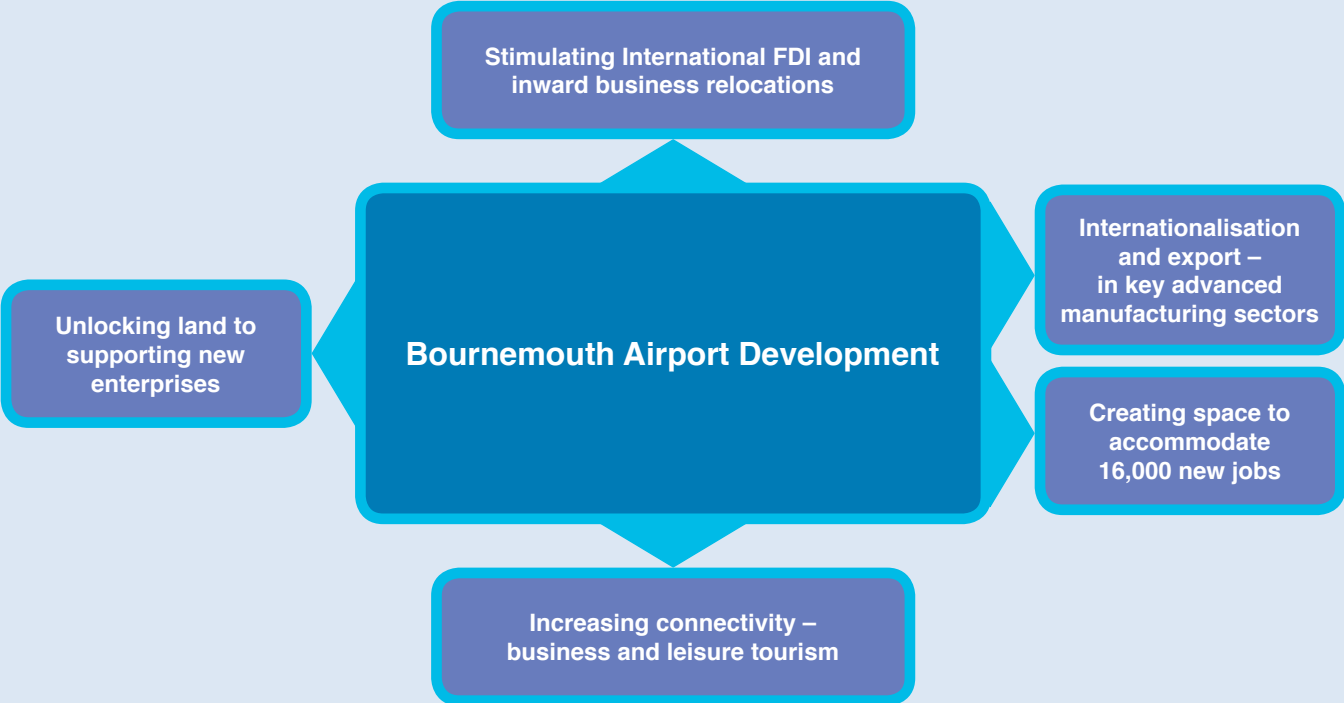 Stimulating International FDI and
inward business relocations
Internationalisation
and export –
in key advanced
manufacturing sectors
Unlocking land to
supporting new
enterprises
Bournemouth Airport Development
Creating space to
accommodate
16,000 new jobs
Increasing connectivity –
business and leisure tourism